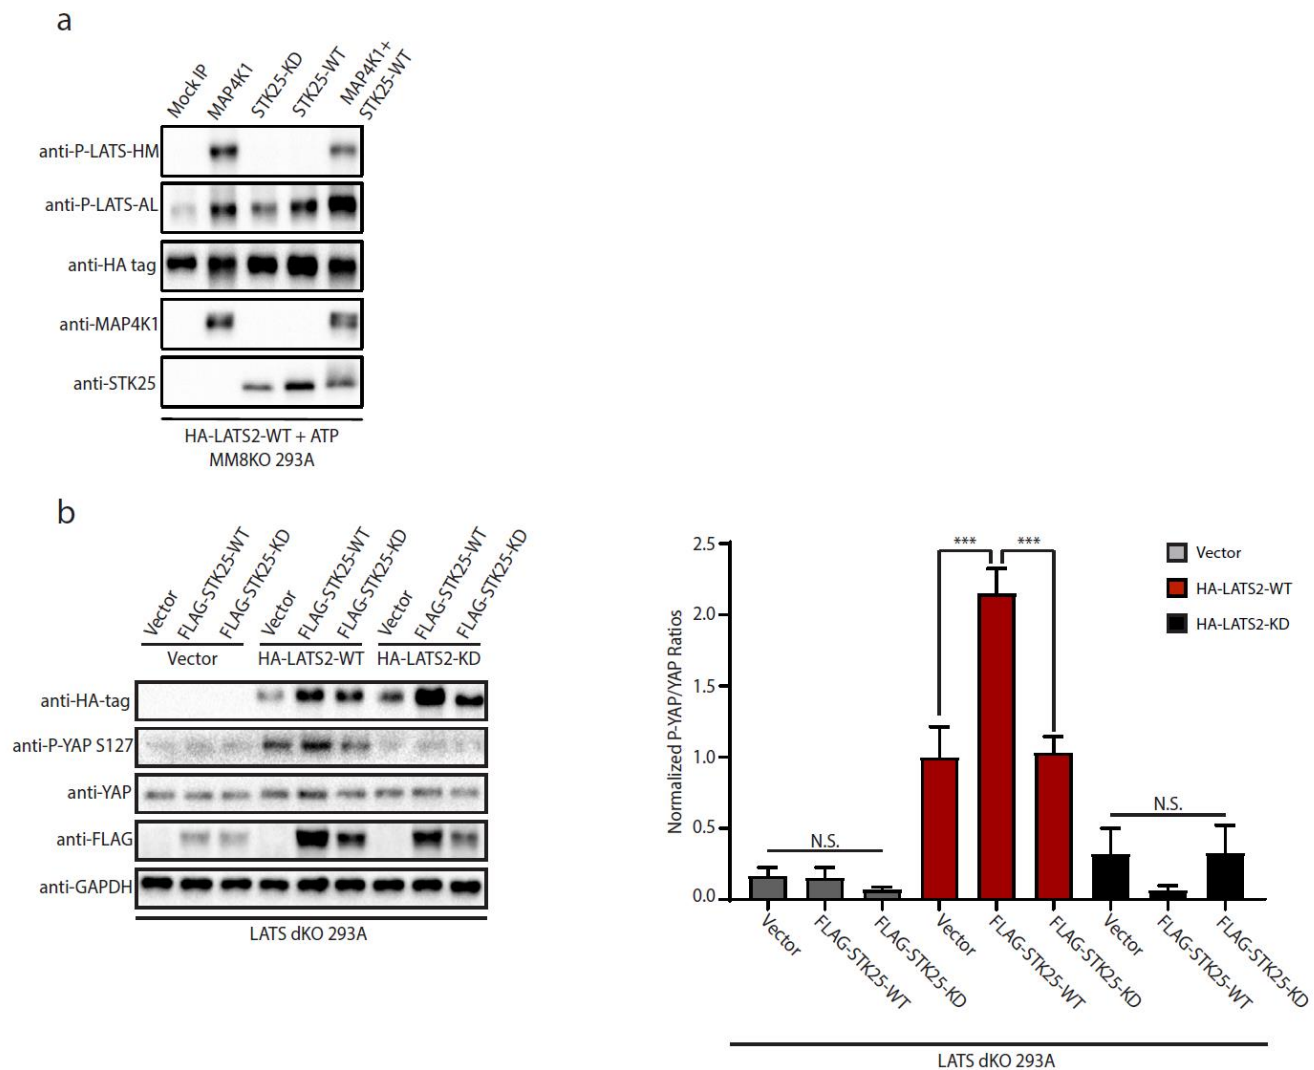 a
Mock IP
MAP4K1
STK25-KD
STK25-WT
MAP4K1+
STK25-WT
anti-P-LATS-HM
anti-P-LATS-AL
anti-HA tag
anti-MAP4K1
anti-STK25
HA-LATS2-WT + ATP
MM8KO 293A
b
Vector
FLAG-STK25-WT
FLAG-STK25-KD
Vector
FLAG-STK25-WT
FLAG-STK25-KD
Vector
FLAG-STK25-WT
FLAG-STK25-KD
Vector
HA-LATS2-WT
HA-LATS2-KD
anti-HA-tag
anti-P-YAP S127
anti-YAP
anti-FLAG
anti-GAPDH
LATS dKO 293A
Normalized P-YAP/YAP Ratios
2.5
2.0
1.5
1.0
0.5
0.0
N.S.
***
***
N.S.
Vector
HA-LATS2-WT
HA-LATS2-KD
Vector
FLAG-STK25-WT
FLAG-STK25-KD
Vector
FLAG-STK25-WT
FLAG-STK25-KD
Vector
FLAG-STK25-WT
FLAG-STK25-KD
LATS dKO 293A